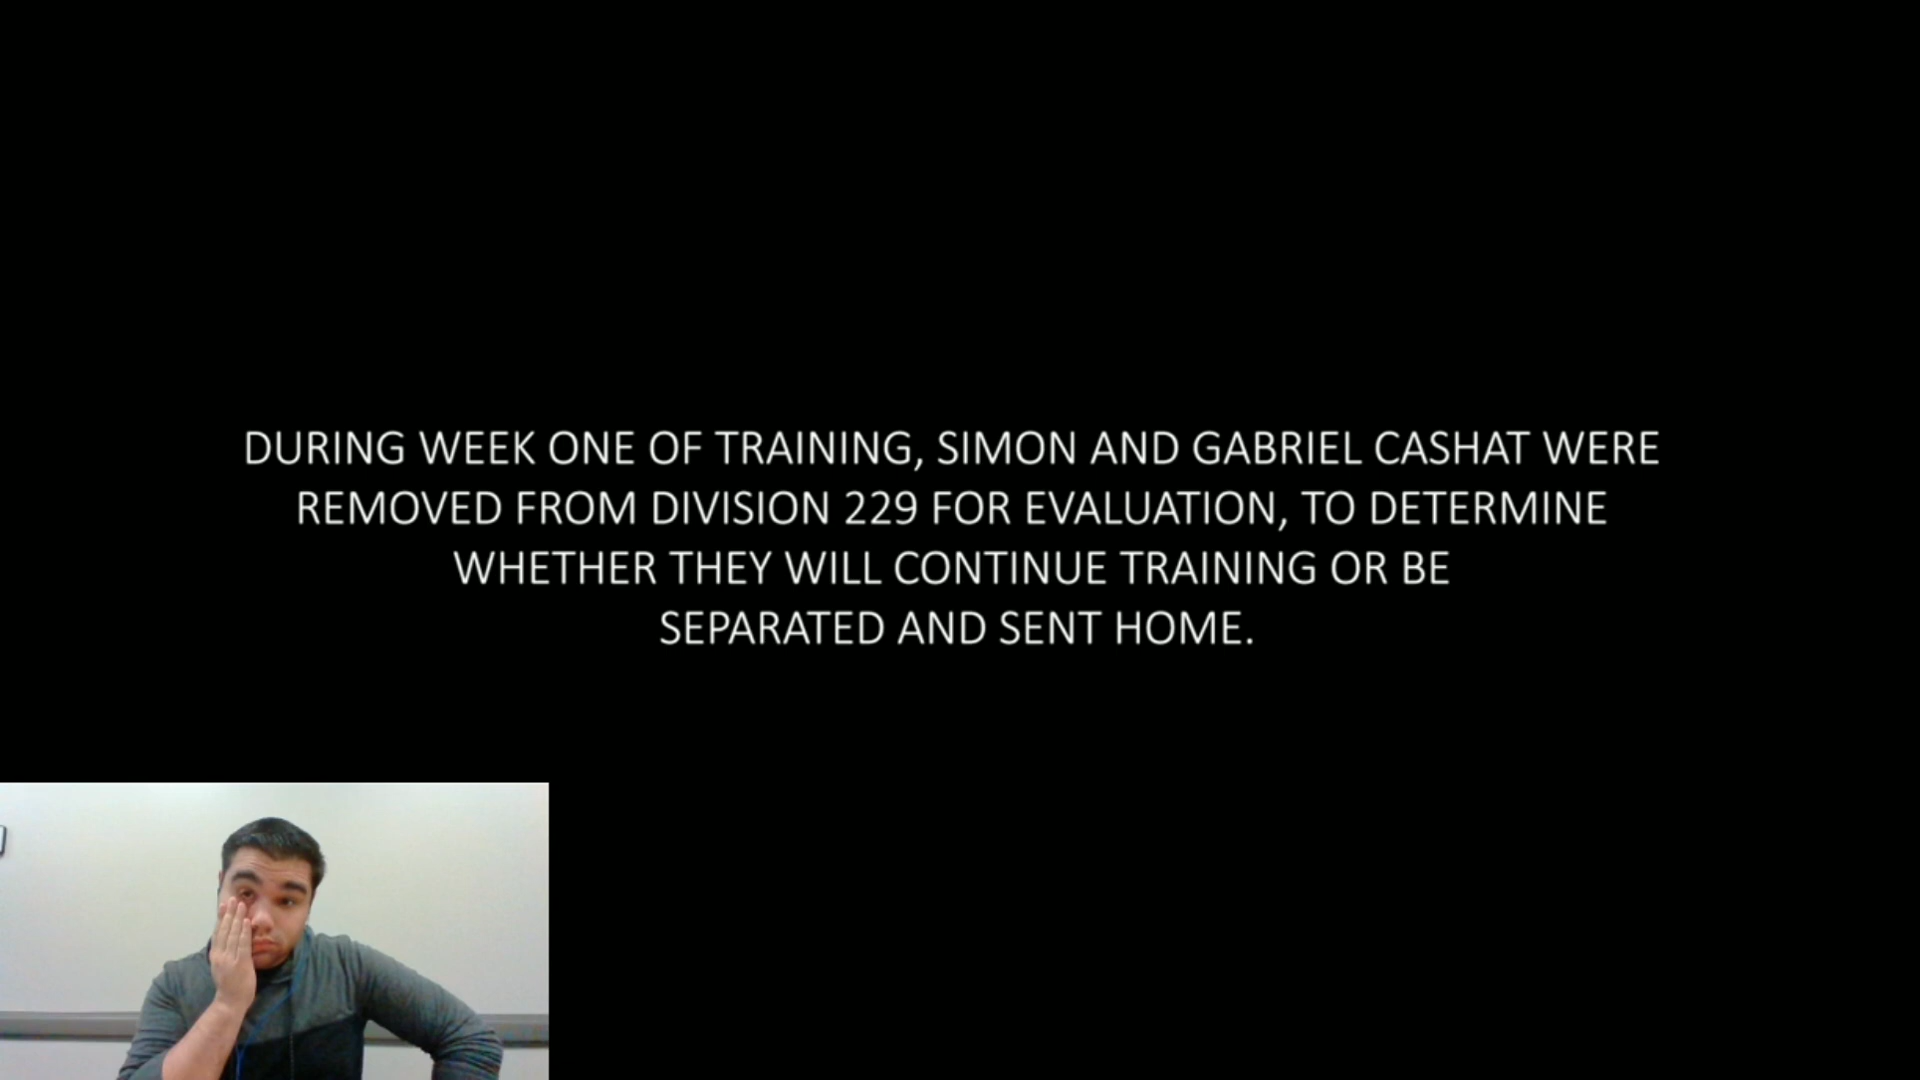 DURING WEEK ONE OF TRAINING, SIMON AND GABRIEL CASHAT WERE
REMOVED FROM DIVISION 229 FOR EVALUATION, TO DETERMINE
WHETHER THEY WILL CONTINUE TRAINING OR BE
SEPARATED AND SENT HOME.